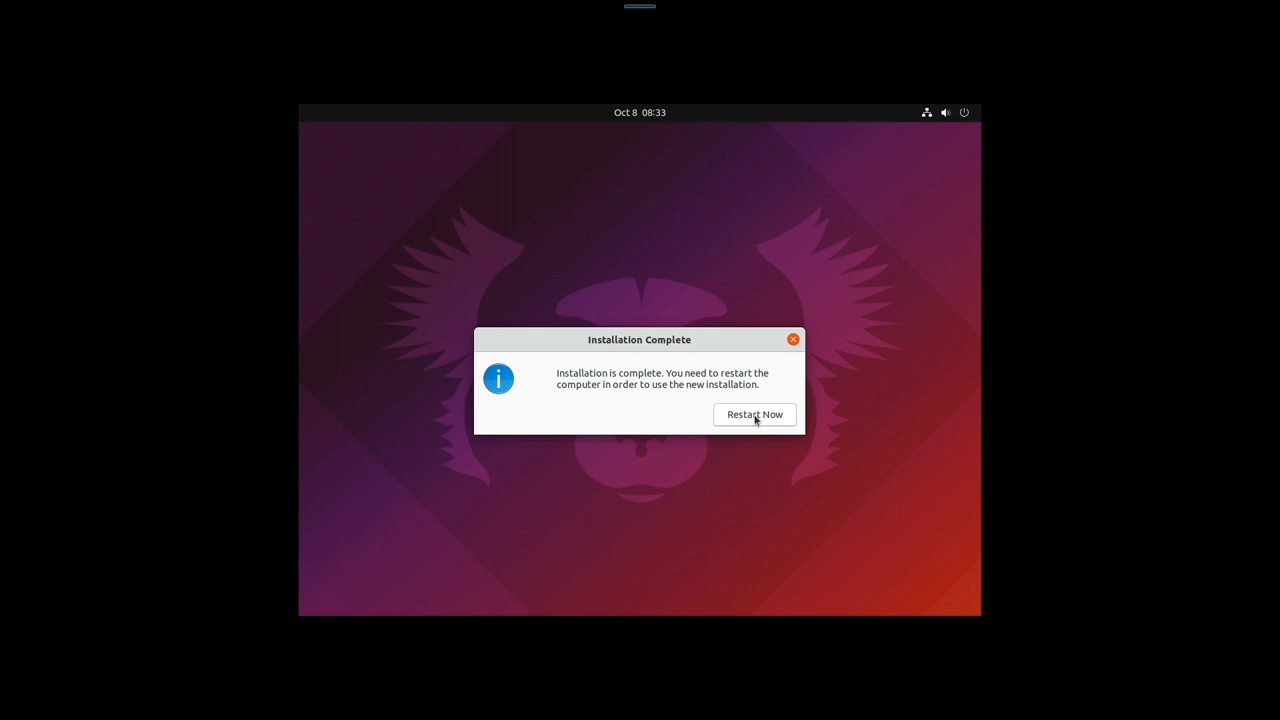 Oct 8 08:33
Installation Complete
Installation is complete. You need to restart the
computer in order to use the new installation.
Restart Now